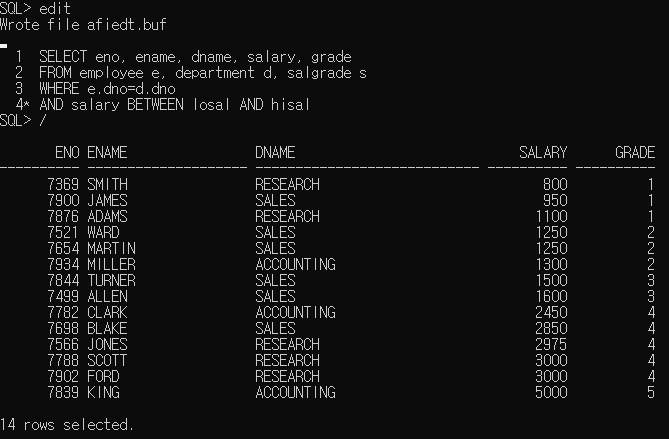 SQL> edit
Wrote file afiedt.buf
1 SELECT eno, ename, dname, salary, grade
2 FROM employee e, department d, salgrade s
3 WHERE e.dno=d.dno
4* AND salary BETWEEN losal AND hisal
SQL> /
ENO ENAME DNAME SALARY GRADE
---------- -------------------- ---------------------------- ---------- ----------
7369 SMITH RESEARCH 800 1
7900 JAMES SALES 950 1
7876 ADAMS RESEARCH 1100 1
7521 WARD SALES 1250 2
7654 MARTIN SALES 1250 2
7934 MILLER ACCOUNTING 1300 2
7844 TURNER SALES 1500 3
7499 ALLEN SALES 1600 3
7782 CLARK ACCOUNTING 2450 4
7698 BLAKE SALES 2850 4
7566 JONES RESEARCH 2975 4
7788 SCOTT RESEARCH 3000 4
7902 FORD RESEARCH 3000 4
7839 KING ACCOUNTING 5000 5
14 rows selected.